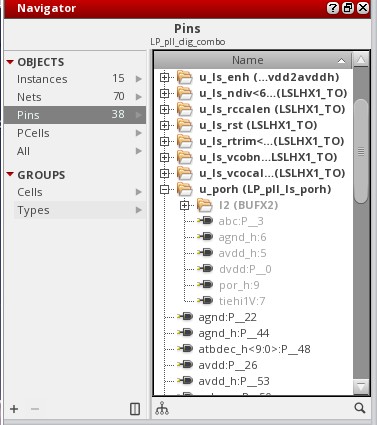 Navigator
Pins
LP_pll_dig_combo
OBJECTS
Instances 15
Nets 70
Pins 38
PCells
All
GROUPS
Cells
Types
Name
u_ls_enh (...vdd2avddh)
u_ls_ndiv<6...(LSLHX1_TO)
u_ls_rccalen (LSLHX1_TO)
u_ls_rst (LSLHX1_TO)
u_ls_rtrim<...(LSLHX1_TO)
u_ls_vcobn...(LSLHX1_TO)
u_ls_vcocal...(LSLHX1_TO)
u_porh (LP_pll_ls_porh)
I2 (BUFX2)
abc:P__3
agnd_h:6
avdd_h:5
dvdd:P__0
por_h:9
tiehi1V:7
agnd:P__22
agnd_h:P__44
atbdec_h<9:0>:P__48
avdd:P__26
avdd_h:P__53